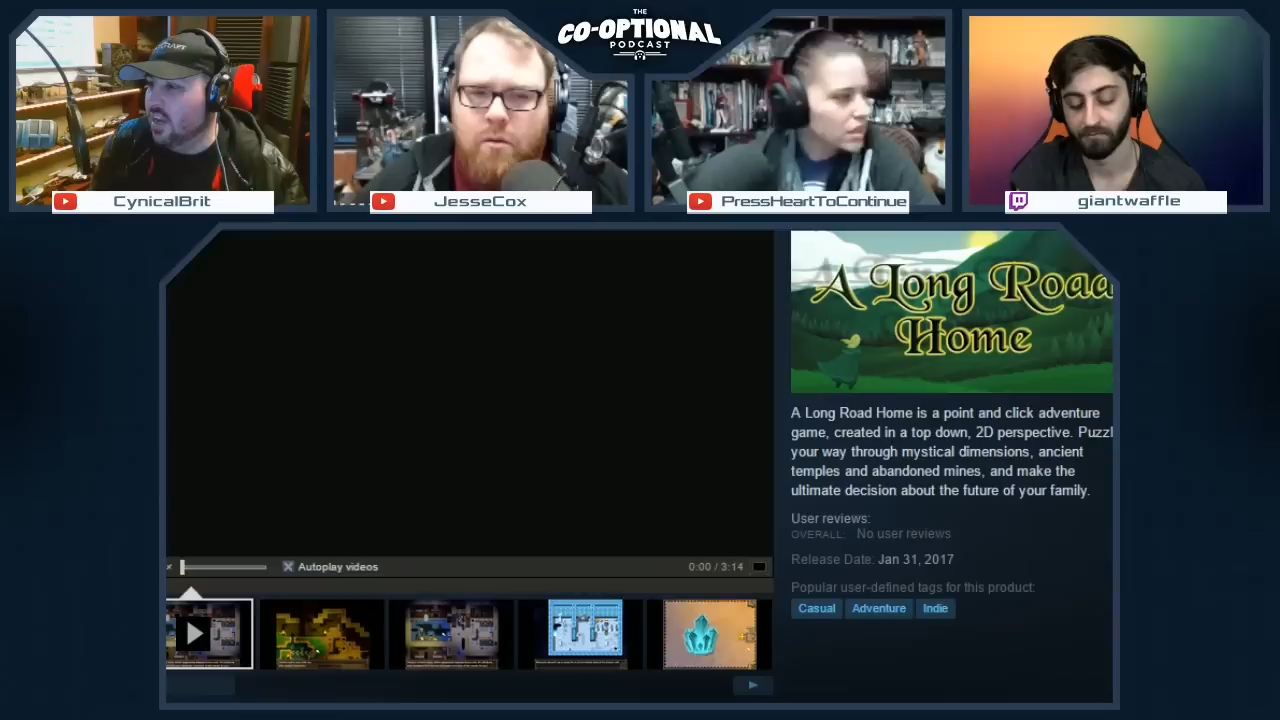 THE
CO-OPTIONAL
PODCAST
CynicalBrit
JesseCox
PressHeartToContinue
giantwaffle
A Long Road
Home
A Long Road Home is a point and click adventure
game, created in a top down, 2D perspective. Puzzl
your way through mystical dimensions, ancient
temples and abandoned mines, and make the
ultimate decision about the future of your family.
User reviews:
OVERALL: No user reviews
Release Date: Jan 31, 2017
Popular user-defined tags for this product:
Casual Adventure Indie
Autoplay videos
0:00 / 3:14